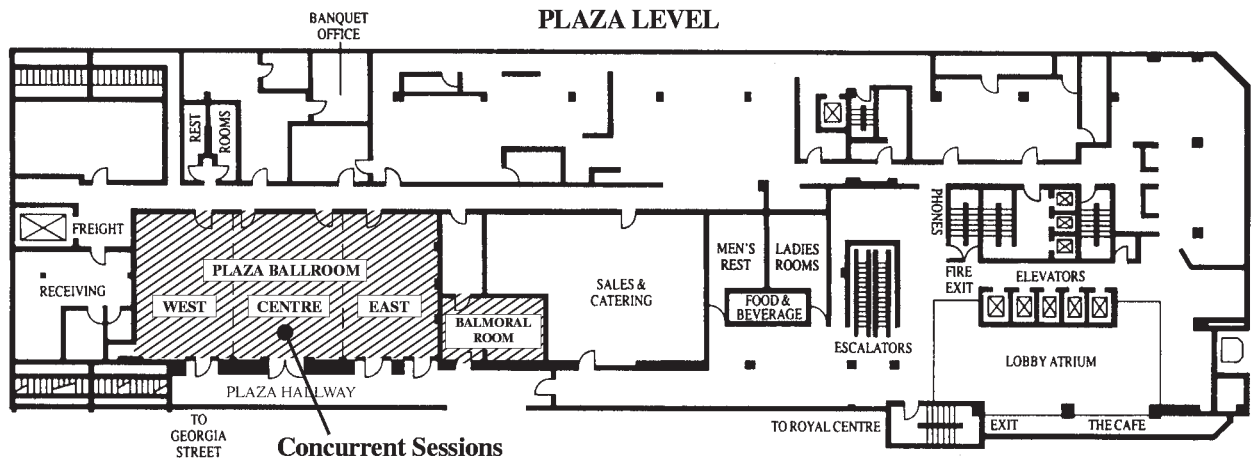 PLAZA LEVEL
BANQUET
OFFICE
REST
ROOMS
PHONES
FREIGHT
MEN'S
REST
LADIES
ROOMS
PLAZA BALLROOM
FIRE
EXIT
ELEVATORS
RECEIVING
SALES &
CATERING
WEST
CENTRE
EAST
FOOD &
BEVERAGE
BALMORAL
ROOM
ESCALATORS
LOBBY ATRIUM
PLAZA HALLWAY
TO
GEORGIA
STREET
TO ROYAL CENTRE
EXIT
THE CAFE
Concurrent Sessions